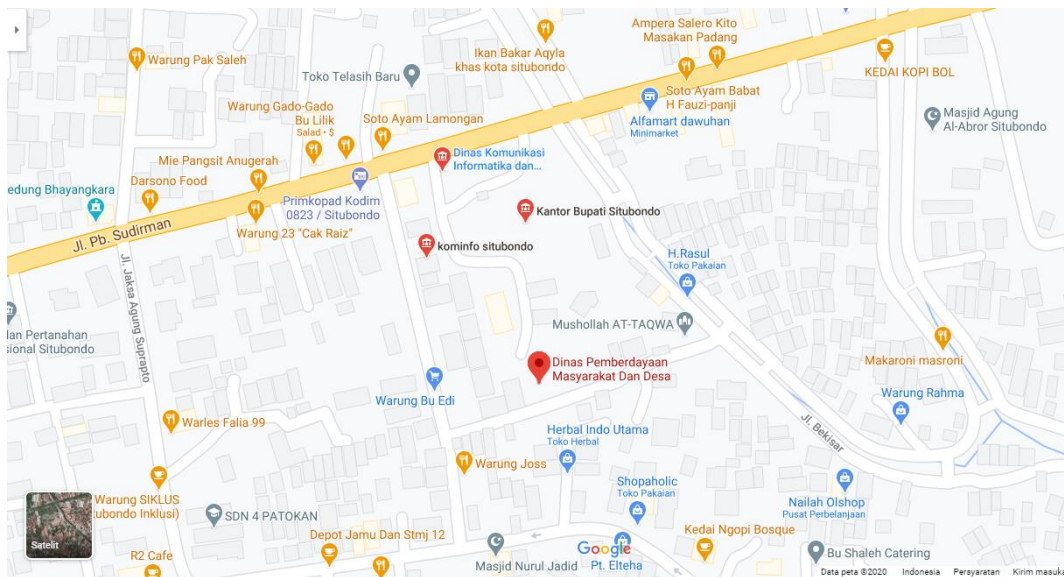 Ampera Salero Kito
Masakan Padang
Ikan Bakar Aqyla
khas kota situbondo
Warung Pak Saleh
Toko Telasih Baru
KEDAI KOPI BOL
Soto Ayam Babat
H Fauzi-panji
Warung Gado-Gado
Bu Lilik
Salad • $
Soto Ayam Lamongan
Alfamart dawuhan
Minimarket
Masjid Agung
Al-Abror Situbondo
Mie Pangsit Anugerah
Dinas Komunikasi
Informatika dan...
Darsono Food
edung Bhayangkara
Primkopad Kodim
0823 / Situbondo
Kantor Bupati Situbondo
Jl. Pb. Sudirman
Warung 23 "Cak Raiz"
kominfo situbondo
H.Rasul
Toko Pakaian
Jl. Jaksa Agung Suprapto
Mushollah AT-TAQWA
lan Pertanahan
sional Situbondo
Makaroni masroni
Dinas Pemberdayaan
Masyarakat Dan Desa
Warung Bu Edi
Warung Rahma
Warles Falia 99
Jl. Bekisar
Herbal Indo Utama
Toko Herbal
Warung Joss
Shopaholic
Toko Pakaian
Warung SIKLUS
ubondo Inklusi)
Nailah Olshop
Pusat Perbelanjaan
SDN 4 PATOKAN
Depot Jamu Dan Stmj 12
Kedai Ngopi Bosque
Satelit
R2 Cafe
Masjid Nurul Jadid
Google
Pt. Elteha
Bu Shaleh Catering
Data peta ©2020
Indonesia
Persyaratan
Kirim masuka